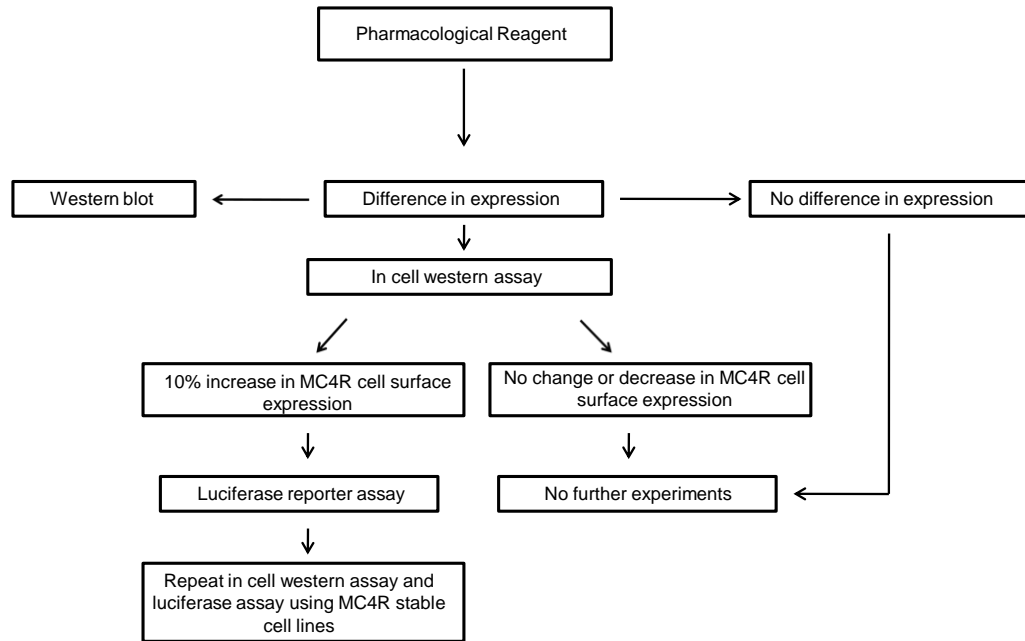 Pharmacological Reagent
Western blot
Difference in expression
No difference in expression
In cell western assay
10% increase in MC4R cell surface
expression
No change or decrease in MC4R cell
surface expression
Luciferase reporter assay
No further experiments
Repeat in cell western assay and
luciferase assay using MC4R stable
cell lines